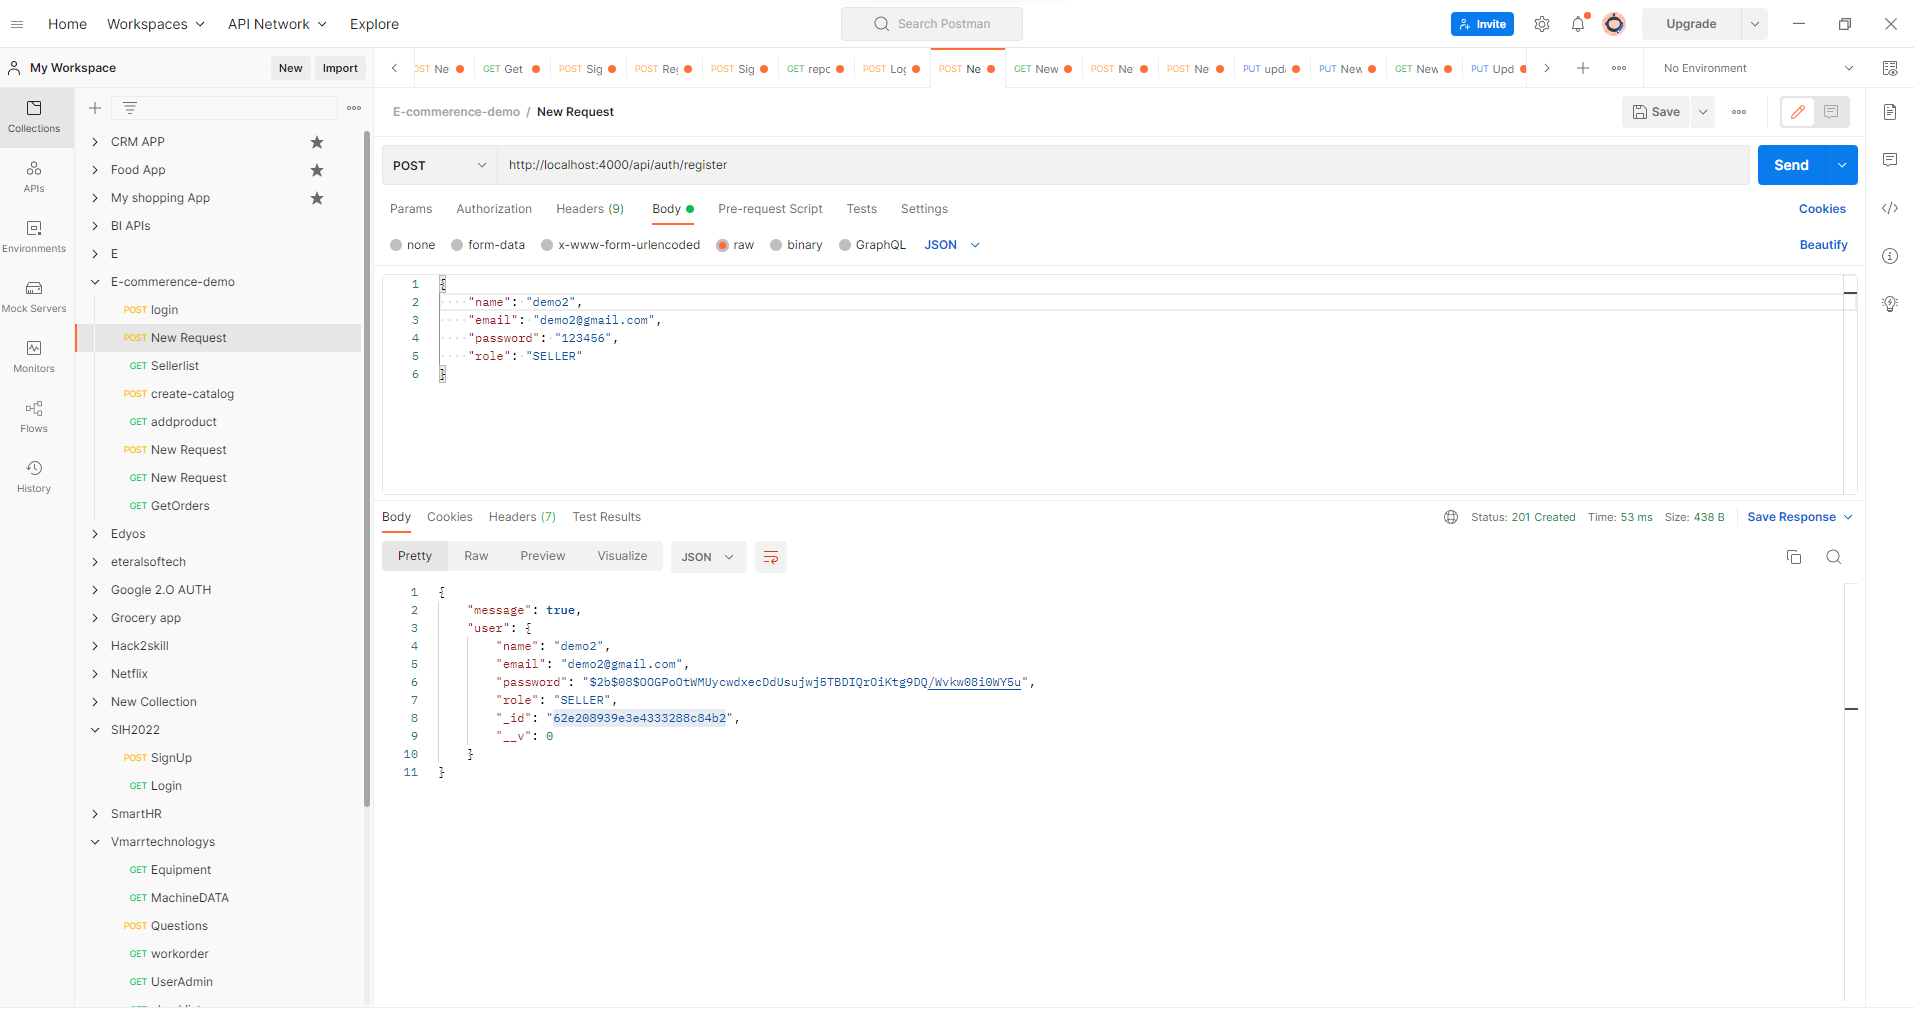 Home Workspaces API Network Explore Search Postman Invite Upgrade
My Workspace New Import
OST Ne GET Get POST Sig POST Reg POST Sig GET repo POST Log POST Ne GET New POST Ne POST Ne PUT upda PUT New GET New PUT Upd No Environment
Collections
APIs
Environments
Mock Servers
Monitors
Flows
History
CRM APP
Food App
My shopping App
BI APIs
E
E-commerence-demo
POST login
POST New Request
GET Sellerlist
POST create-catalog
GET addproduct
POST New Request
GET New Request
GET GetOrders
Edyos
eteralsoftech
Google 2.O AUTH
Grocery app
Hack2skill
Netflix
New Collection
SIH2022
POST SignUp
GET Login
SmartHR
Vmarrtechnologys
GET Equipment
GET MachineDATA
POST Questions
GET workorder
GET UserAdmin
E-commerence-demo / New Request Save
POST http://localhost:4000/api/auth/register Send
Params Authorization Headers (9) Body Pre-request Script Tests Settings Cookies
none form-data x-www-form-urlencoded raw binary GraphQL JSON Beautify
1 {
2 "name": "demo2",
3 "email": "demo2@gmail.com",
4 "password": "123456",
5 "role": "SELLER"
6 }
Body Cookies Headers (7) Test Results Status: 201 Created Time: 53 ms Size: 438 B Save Response
Pretty Raw Preview Visualize JSON
1 {
2 "message": true,
3 "user": {
4 "name": "demo2",
5 "email": "demo2@gmail.com",
6 "password": "$2b$08$OOGPoOtWMUycwdxecDdUsujwj5TBDIQrOiKtg9DQ/Wvkw08i0WY5u",
7 "role": "SELLER",
8 "_id": "62e208939e3e4333288c84b2",
9 "__v": 0
10 }
11 }